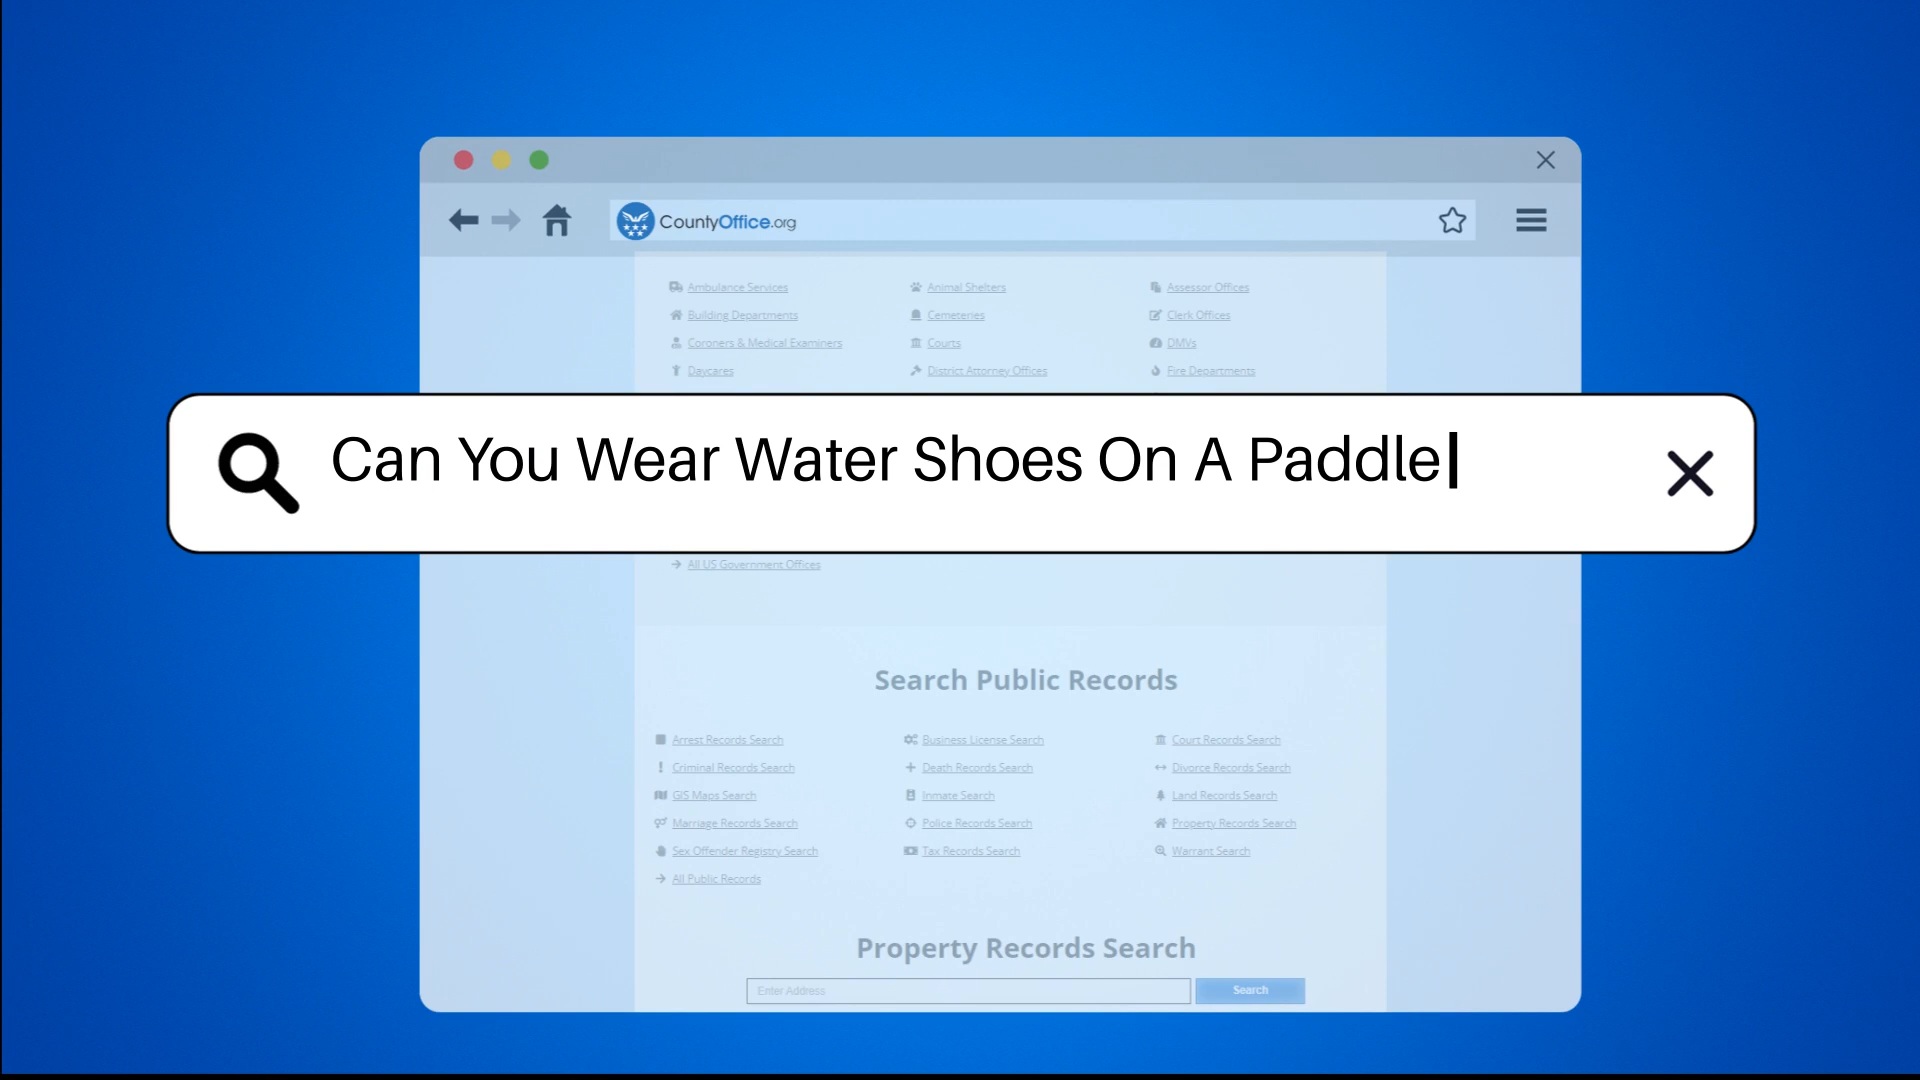 CountyOffice.org
Ambulance Services Animal Shelters Assessor Offices
Building Departments Cemeteries Clerk Offices
Coroners & Medical Examiners Courts DMVs
Daycares District Attorney Offices Fire Departments
Can You Wear Water Shoes On A Paddle
All US Government Offices
Search Public Records
Arrest Records Search Business License Search Court Records Search
Criminal Records Search Death Records Search Divorce Records Search
GIS Maps Search Inmate Search Land Records Search
Marriage Records Search Police Records Search Property Records Search
Sex Offender Registry Search Tax Records Search Warrant Search
All Public Records
Property Records Search
Enter Address Search